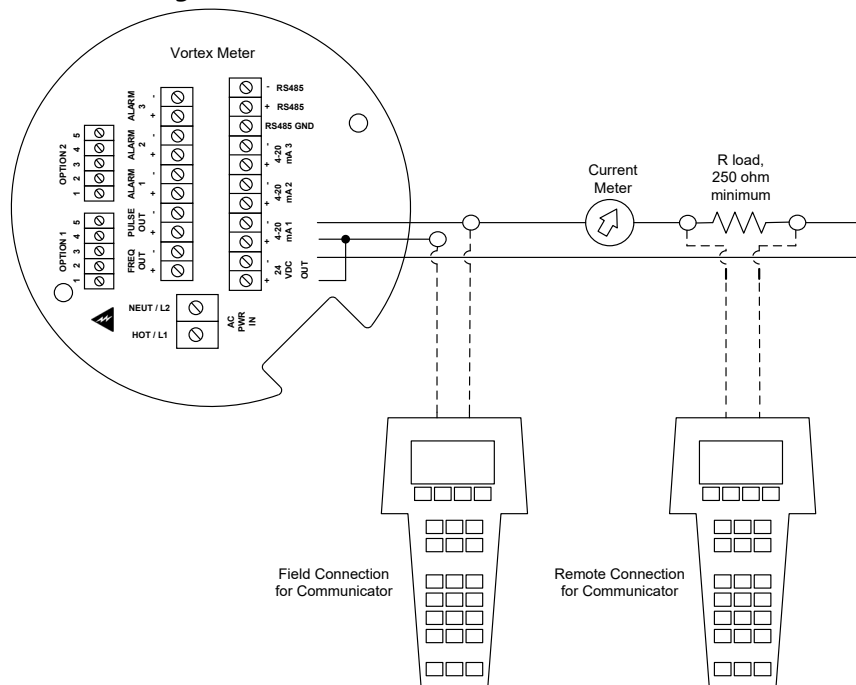 Vortex Meter
- RS485
+ RS485
RS485 GND
-
+
4-20
mA 3
-
+
4-20
mA 2
-
+
4-20
mA 1
-
+
24
VDC
OUT
ALARM
3
-
+
ALARM
2
-
+
ALARM
1
-
+
PULSE
OUT
-
+
FREQ
OUT
-
+
OPTION 2
5
4
3
2
1
OPTION 1
5
4
3
2
1
NEUT / L2
HOT / L1
AC
PWR
IN
Current
Meter
R load,
250 ohm
minimum
Field Connection
for Communicator
Remote Connection
for Communicator